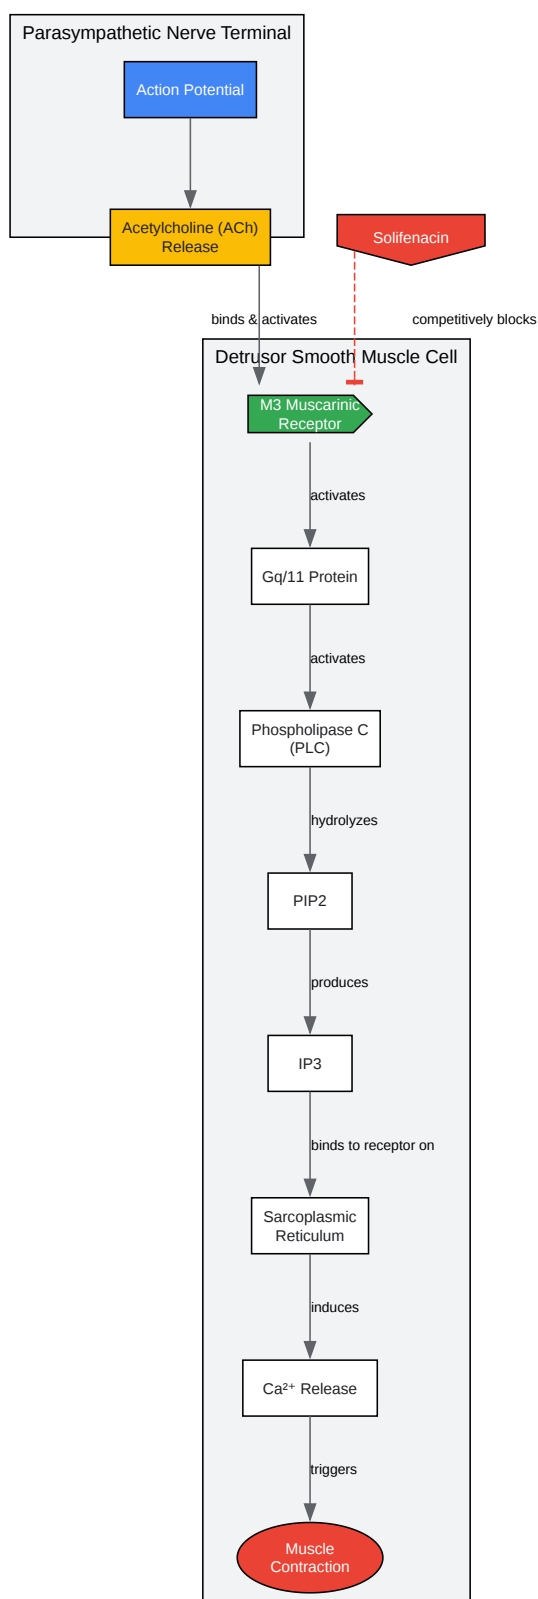 Parasympathetic Nerve Terminal
Action Potential
Acetylcholine (ACh)
Release
Solifenacin
binds & activates
competitively blocks
Detrusor Smooth Muscle Cell
M3 Muscarinic
Receptor
activates
Gq/11 Protein
activates
Phospholipase C
(PLC)
hydrolyzes
PIP2
produces
IP3
binds to receptor on
Sarcoplasmic
Reticulum
induces
Ca²⁺ Release
triggers
Muscle
Contraction